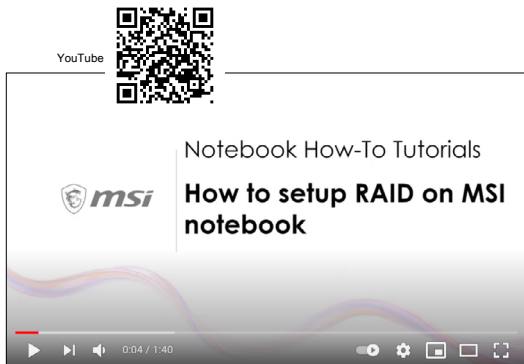 YouTube
Notebook How-To Tutorials
msi
How to setup RAID on MSI
notebook
0:04 / 1:40